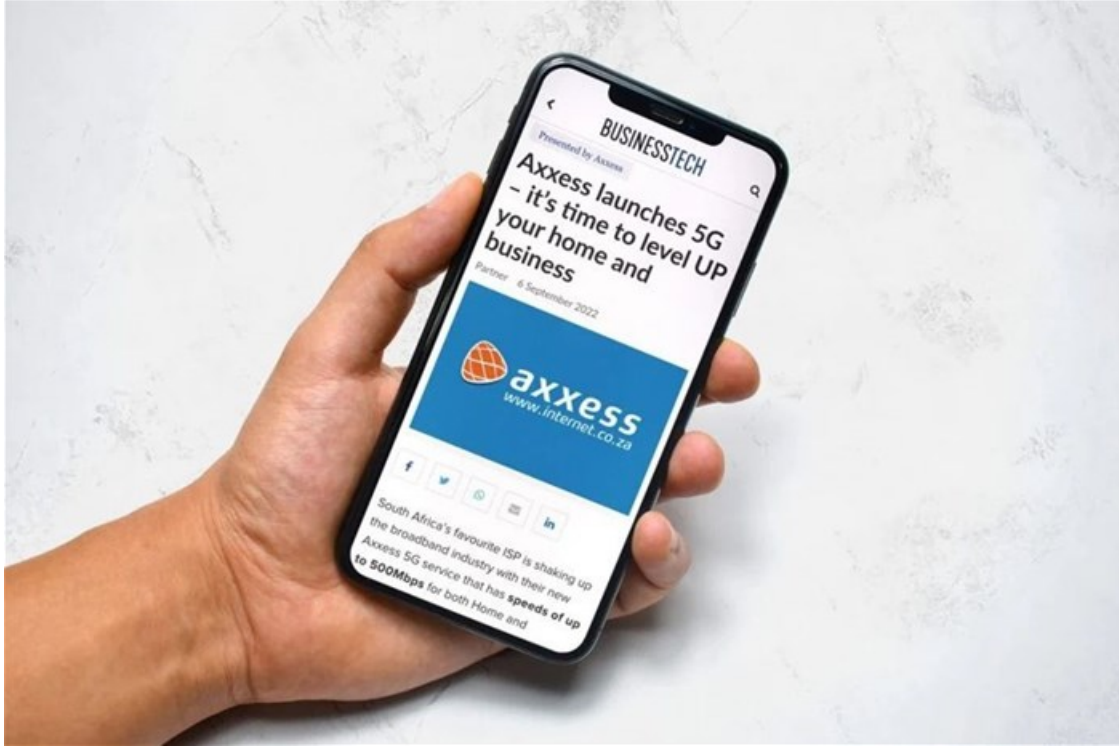 BUSINESSTECH
Presented by Axxess
Axxess launches 5G
– it's time to level UP
your home and
business
Partner 6 September 2022
axxess
www.internet.co.za
South Africa's favourite ISP is shaking up
the broadband industry with their new
Axxess 5G service that has speeds of up
to 500Mbps for both Home and